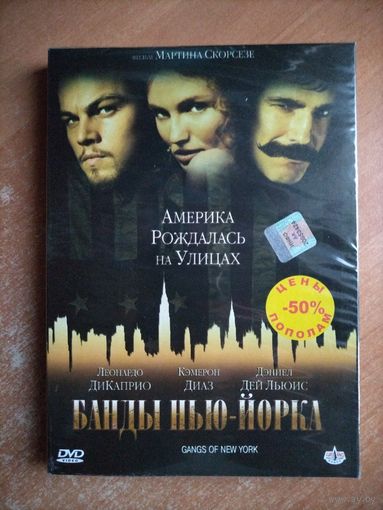 ФИЛЬМ МАРТИНА СКОРСЕЗЕ
АМЕРИКА
РОЖДАЛАСЬ
НА УЛИЦАХ
ЦЕНЫ
-50%
ПОПОЛАМ
ЛЕОНАРДО
ДИКАПРИО
КЭМЕРОН
ДИАЗ
ДЭНИЕЛ
ДЕЙ ЛЬЮИС
БАНДЫ НЬЮ-ЙОРКА
GANGS OF NEW YORK
DVD
VIDEO